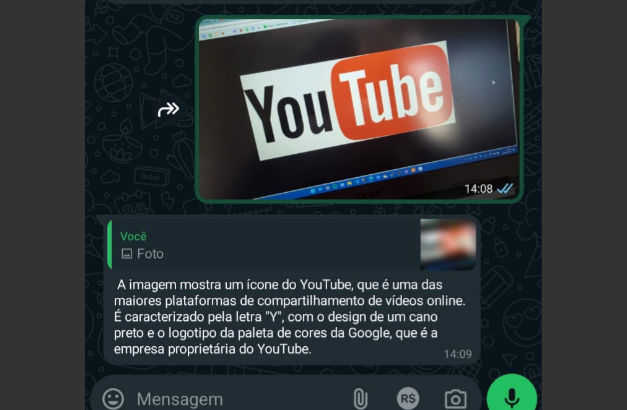 YouTube
14:08
Você
Foto
A imagem mostra um ícone do YouTube, que é uma das
maiores plataformas de compartilhamento de vídeos online.
É caracterizado pela letra "Y", com o design de um cano
preto e o logotipo da paleta de cores da Google, que é a
empresa proprietária do YouTube.
14:09
Mensagem
R$